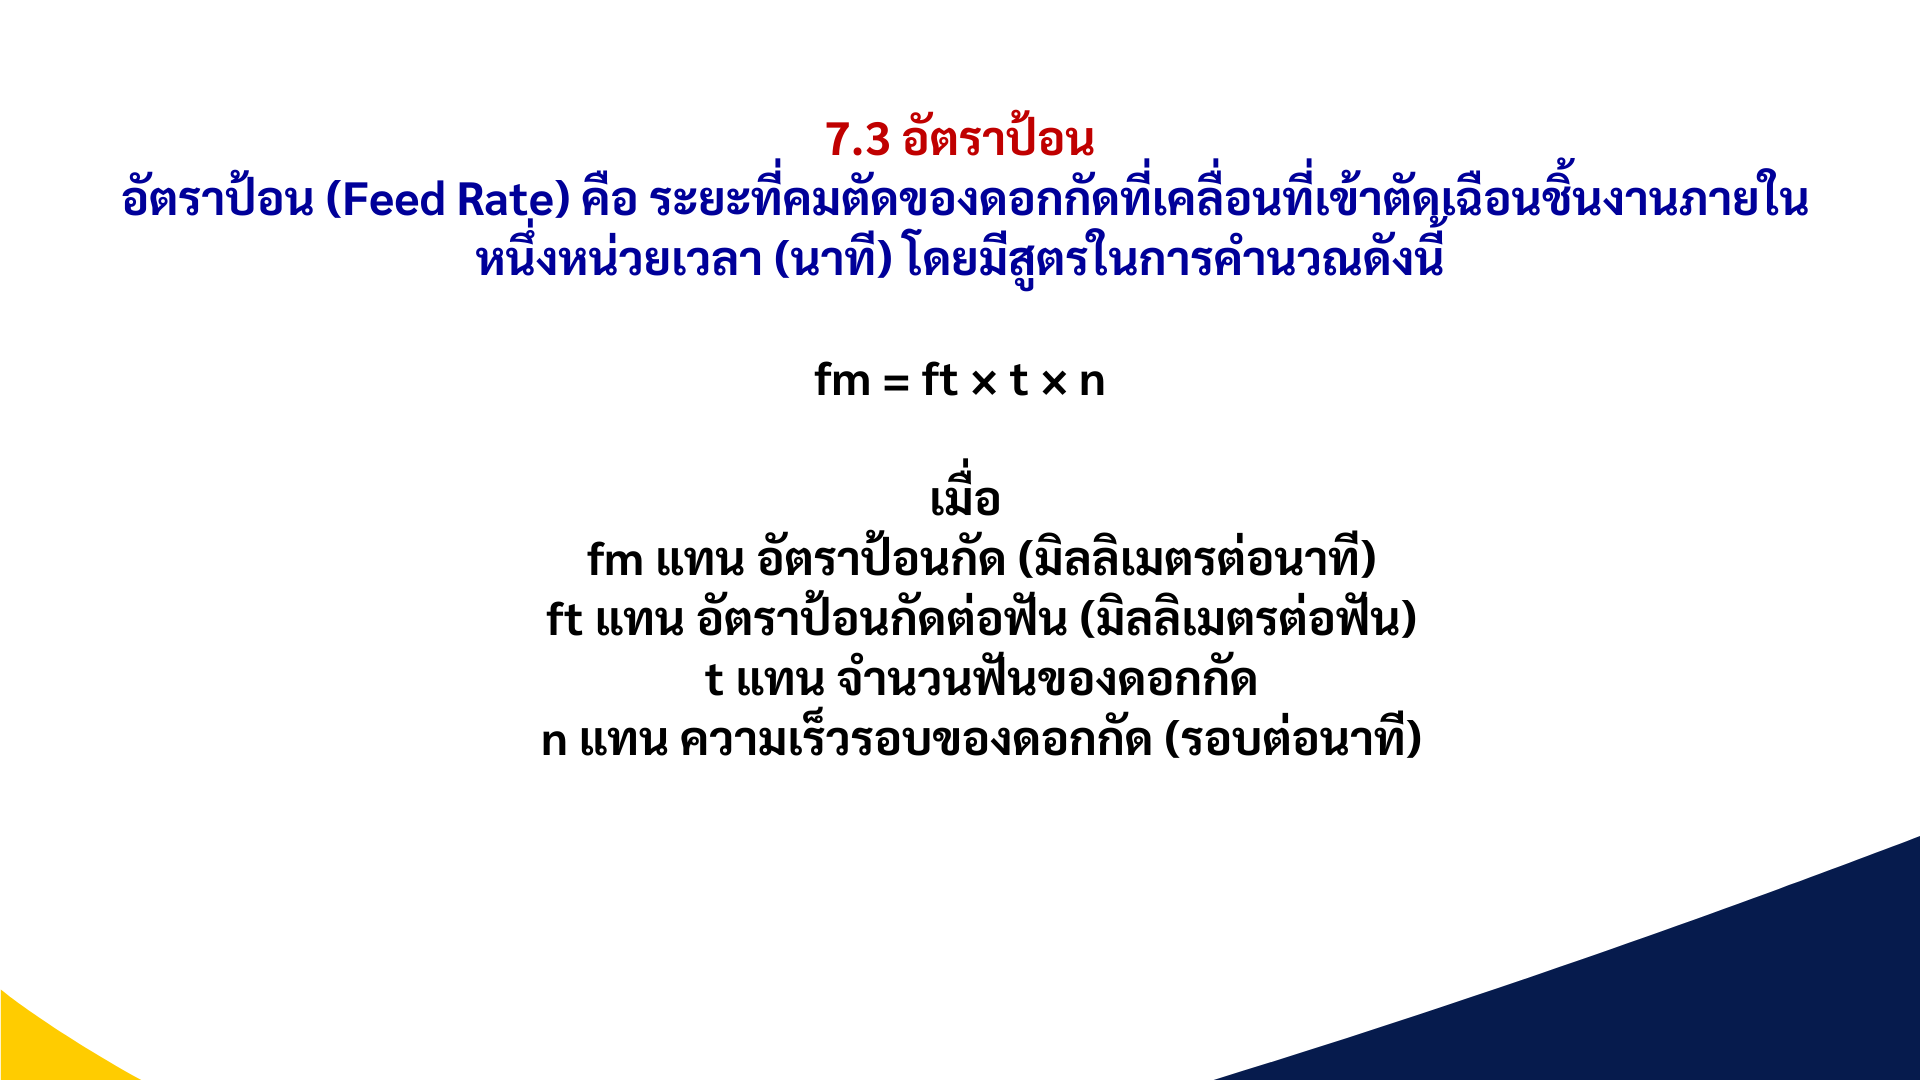 7.3 อัตราป้อน
อัตราป้อน (Feed Rate) คือ ระยะที่คมตัดของดอกกัดที่เคลื่อนที่เข้าตัดเฉือนชิ้นงานภายใน
หนึ่งหน่วยเวลา (นาที) โดยมีสูตรในการคำนวณดังนี้
fm = ft × t × n
เมื่อ
fm แทน อัตราป้อนกัด (มิลลิเมตรต่อนาที)
ft แทน อัตราป้อนกัดต่อฟัน (มิลลิเมตรต่อฟัน)
t แทน จำนวนฟันของดอกกัด
n แทน ความเร็วรอบของดอกกัด (รอบต่อนาที)